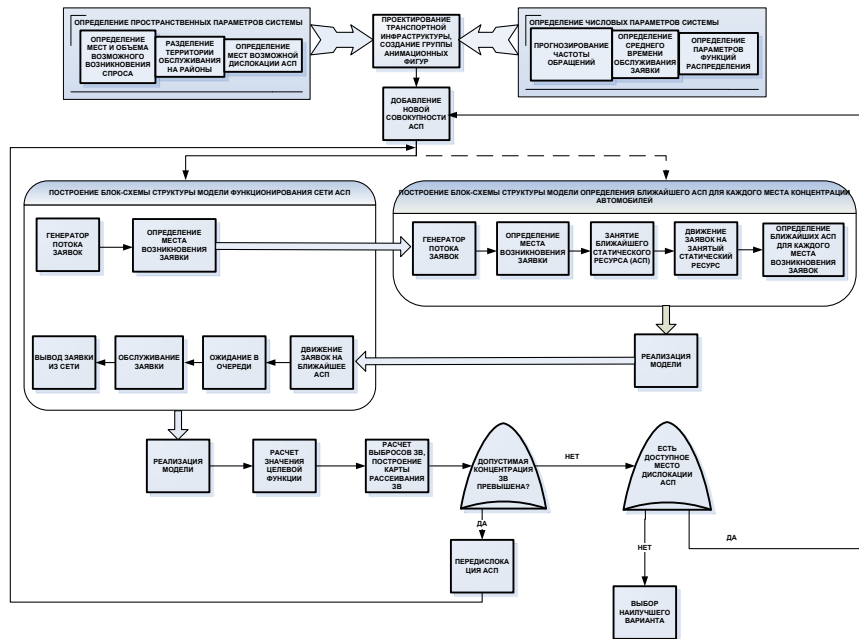 ОПРЕДЕЛЕНИЕ ПРОСТРАНСТВЕННЫХ ПАРАМЕТРОВ СИСТЕМЫ
ОПРЕДЕЛЕНИЕ
МЕСТ И ОБЪЕМА
ВОЗМОЖНОГО
ВОЗНИКНОВЕНИЯ
СПРОСА
РАЗДЕЛЕНИЕ
ТЕРРИТОРИИ
ОБСЛУЖИВАНИЯ
НА РАЙОНЫ
ОПРЕДЕЛЕНИЕ
МЕСТ ВОЗМОЖНОЙ
ДИСЛОКАЦИИ АСП
ПРОЕКТИРОВАНИЕ
ТРАНСПОРТНОЙ
ИНФРАСТРУКТУРЫ,
СОЗДАНИЕ ГРУППЫ
АНИМАЦИОННЫХ
ФИГУР
ОПРЕДЕЛЕНИЕ ЧИСЛОВЫХ ПАРАМЕТРОВ СИСТЕМЫ
ПРОГНОЗИРОВАНИЕ
ЧАСТОТЫ
ОБРАЩЕНИЙ
ОПРЕДЕЛЕНИЕ
СРЕДНЕГО
ВРЕМЕНИ
ОБСЛУЖИВАНИЯ
ЗАЯВКИ
ОПРЕДЕЛЕНИЕ
ПАРАМЕТРОВ
ФУНКЦИЙ
РАСПРЕДЕЛЕНИЯ
ДОБАВЛЕНИЕ
НОВОЙ
СОВОКУПНОСТИ
АСП
ПОСТРОЕНИЕ БЛОК-СХЕМЫ СТРУКТУРЫ МОДЕЛИ ФУНКЦИОНИРОВАНИЯ СЕТИ АСП
ГЕНЕРАТОР
ПОТОКА
ЗАЯВОК
ОПРЕДЕЛЕНИЕ
МЕСТА
ВОЗНИКНОВЕНИЯ
ЗАЯВКИ
ПОСТРОЕНИЕ БЛОК-СХЕМЫ СТРУКТУРЫ МОДЕЛИ ОПРЕДЕЛЕНИЯ БЛИЖАЙШЕГО АСП ДЛЯ КАЖДОГО МЕСТА КОНЦЕНТРАЦИИ
АВТОМОБИЛЕЙ
ГЕНЕРАТОР
ПОТОКА
ЗАЯВОК
ОПРЕДЕЛЕНИЕ
МЕСТА
ВОЗНИКНОВЕНИЯ
ЗАЯВКИ
ЗАНЯТИЕ
БЛИЖАЙШЕГО
СТАТИЧЕСКОГО
РЕСУРСА (АСП)
ДВИЖЕНИЕ
ЗАЯВОК НА
ЗАНЯТЫЙ
СТАТИЧЕСКИЙ
РЕСУРС
ОПРЕДЕЛЕНИЕ
БЛИЖАЙШИХ АСП
ДЛЯ КАЖДОГО
МЕСТА
ВОЗНИКНОВЕНИЯ
ЗАЯВОК
ВЫВОД ЗАЯВКИ
ИЗ СЕТИ
ОБСЛУЖИВАНИЕ
ЗАЯВКИ
ОЖИДАНИЕ В
ОЧЕРЕДИ
ДВИЖЕНИЕ
ЗАЯВОК НА
БЛИЖАЙШЕЕ
АСП
РЕАЛИЗАЦИЯ
МОДЕЛИ
РЕАЛИЗАЦИЯ
МОДЕЛИ
РАСЧЕТ
ЗНАЧЕНИЯ
ЦЕЛЕВОЙ
ФУНКЦИИ
РАСЧЕТ
ВЫБРОСОВ ЗВ,
ПОСТРОЕНИЕ
КАРТЫ
РАССЕИВАНИЯ
ЗВ
ДОПУСТИМАЯ
КОНЦЕНТРАЦИЯ
ЗВ
ПРЕВЫШЕНА?
НЕТ
ЕСТЬ
ДОСТУПНОЕ
МЕСТО
ДИСЛОКАЦИИ
АСП
ДА
НЕТ
ДА
ПЕРЕДИСЛОКА
ЦИЯ АСП
ВЫБОР
НАИЛУЧШЕГО
ВАРИАНТА